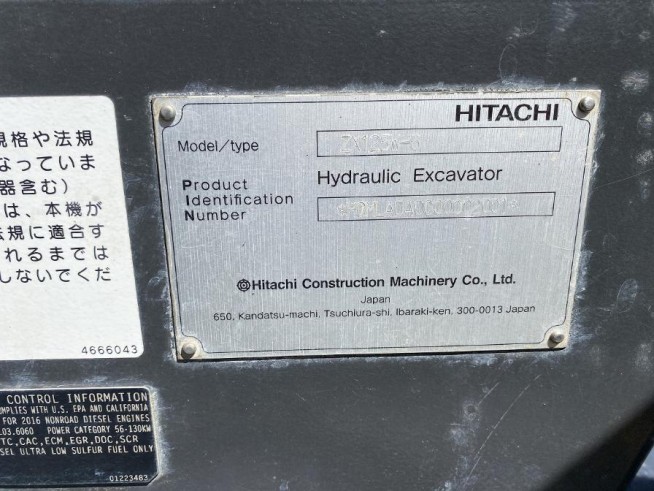 規格や法規
なっていま
器含む)
は、本機が
法規に適合す
れるまでは
しないでくだ
4666043
HITACHI
Model/type
Hydraulic Excavator
Product
Identification
Number
Hitachi Construction Machinery Co., Ltd.
Japan
650, Kandatsu-machi, Tsuchiura-shi, Ibaraki-ken, 300-0013 Japan
CONTROL INFORMATION
MPLIES WITH U.S. EPA AND CALIFORNIA
FOR 2016 NONROAD DIESEL ENGINES
03.6060 POWER CATEGORY 56-130KW
TC,CAC,ECM,EGR,DOC,SCR
SEL ULTRA LOW SULFUR FUEL ONLY
01223483